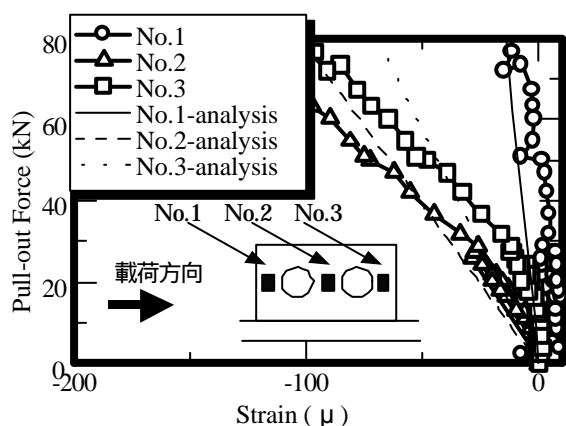 80
60
40
20
0
Pull-out Force (kN)
No.1
No.2
No.3
No.1-analysis
No.2-analysis
No.3-analysis
No.1 No.2 No.3
載荷方向
-200 -100 0
Strain ( μ )